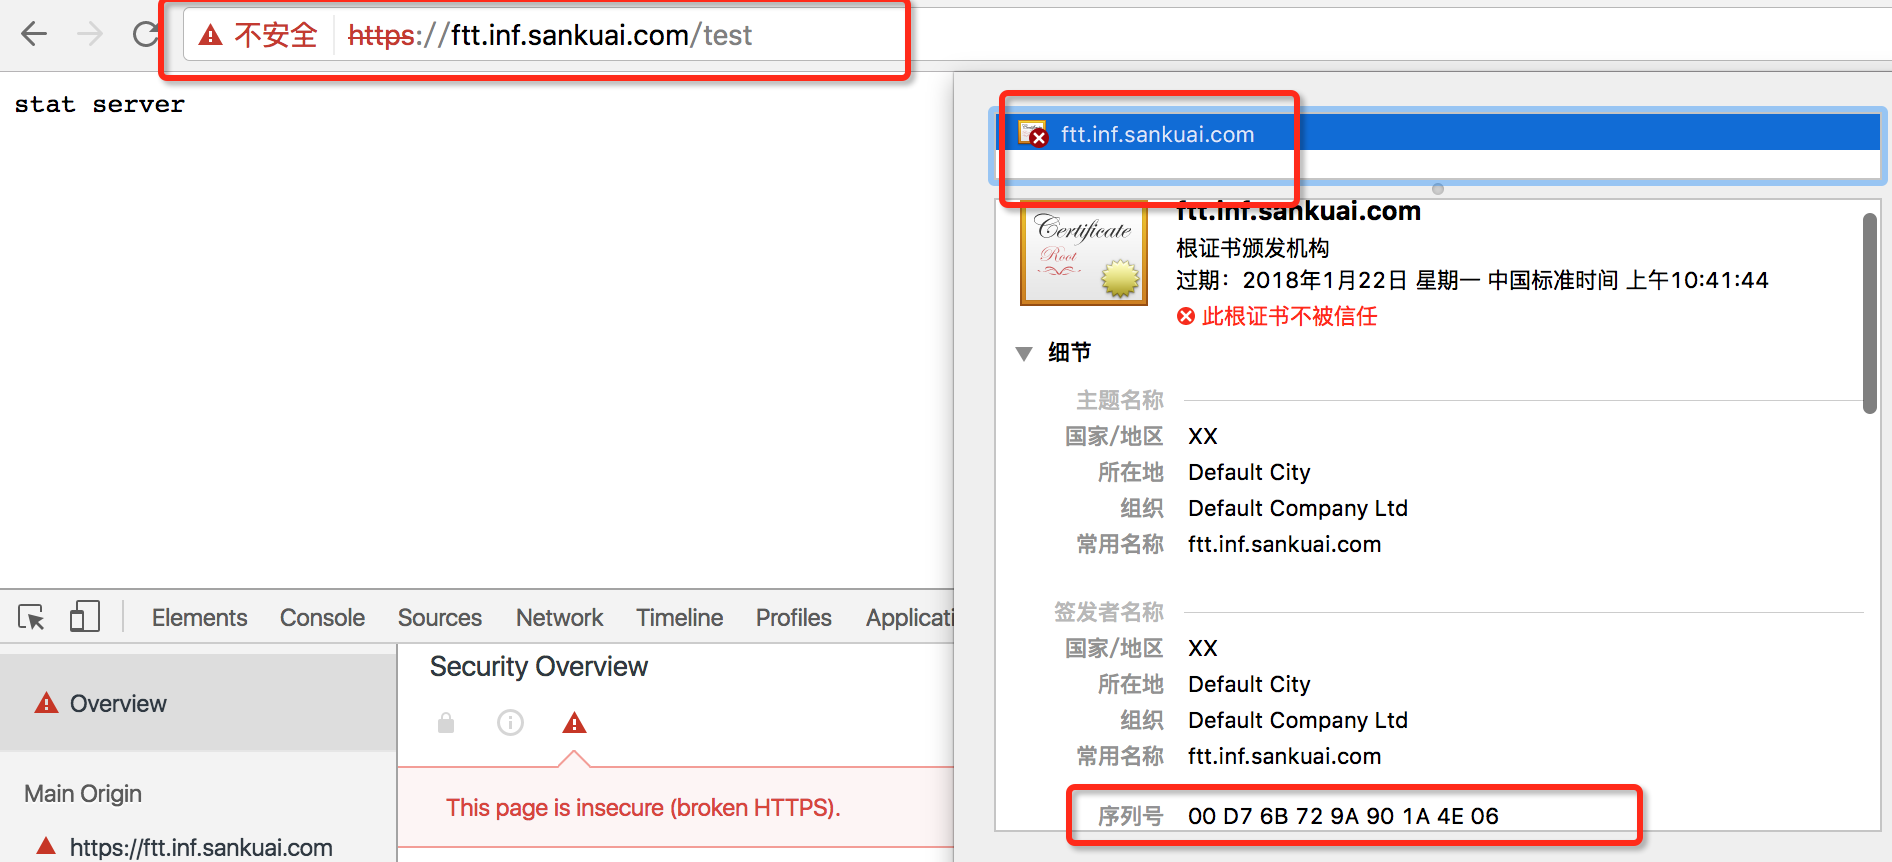 不安全 https://ftt.inf.sankuai.com/test
stat server
ftt.inf.sankuai.com
Certificate
Root
ftt.inf.sankuai.com
根证书颁发机构
过期：2018年1月22日 星期一 中国标准时间 上午10:41:44
此根证书不被信任
细节
主题名称
国家/地区 XX
所在地 Default City
组织 Default Company Ltd
常用名称 ftt.inf.sankuai.com
签发者名称
国家/地区 XX
所在地 Default City
组织 Default Company Ltd
常用名称 ftt.inf.sankuai.com
序列号 00 D7 6B 72 9A 90 1A 4E 06
Elements Console Sources Network Timeline Profiles Applicati
Overview
Main Origin
https://ftt.inf.sankuai.com
Security Overview
This page is insecure (broken HTTPS).